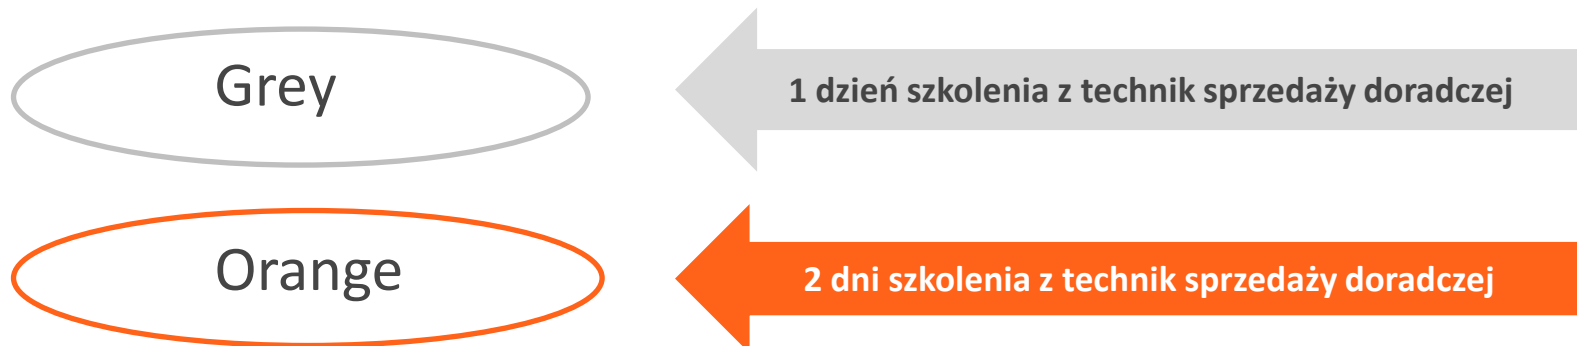 Grey
1 dzień szkolenia z technik sprzedaży doradczej
Orange
2 dni szkolenia z technik sprzedaży doradczej